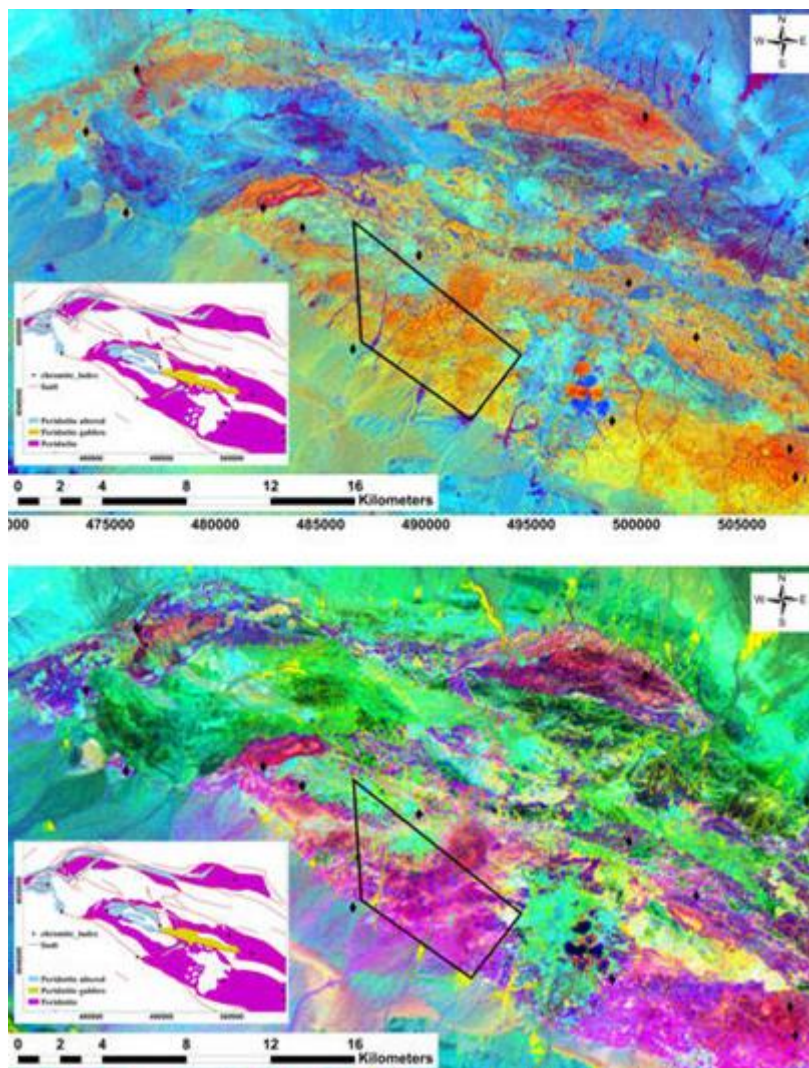 N
W E
S
chromite_Index
fault
Peridotite altered
Peridotite gabbro
Peridotite
0 2 4 8 12 16
Kilometers
000 475000 480000 485000 490000 495000 500000 505000
N
W E
S
chromite_Index
fault
Peridotite altered
Peridotite gabbro
Peridotite
0 2 4 8 12 16
Kilometers